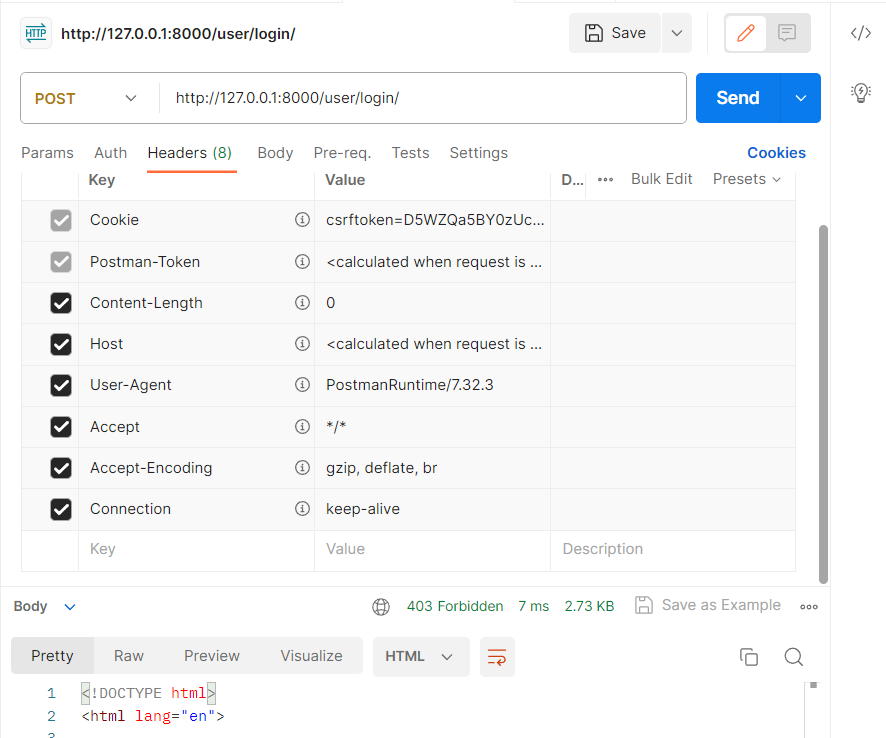 HTTP http://127.0.0.1:8000/user/login/ Save </>
POST http://127.0.0.1:8000/user/login/ Send
Params Auth Headers (8) Body Pre-req. Tests Settings Cookies
Key Value D... Bulk Edit Presets
Cookie csrftoken=D5WZQa5BY0zUc...
Postman-Token <calculated when request is ...
Content-Length 0
Host <calculated when request is ...
User-Agent PostmanRuntime/7.32.3
Accept */*
Accept-Encoding gzip, deflate, br
Connection keep-alive
Key Value Description
Body 403 Forbidden 7 ms 2.73 KB Save as Example
Pretty Raw Preview Visualize HTML
1 <!DOCTYPE html>
2 <html lang="en">
3